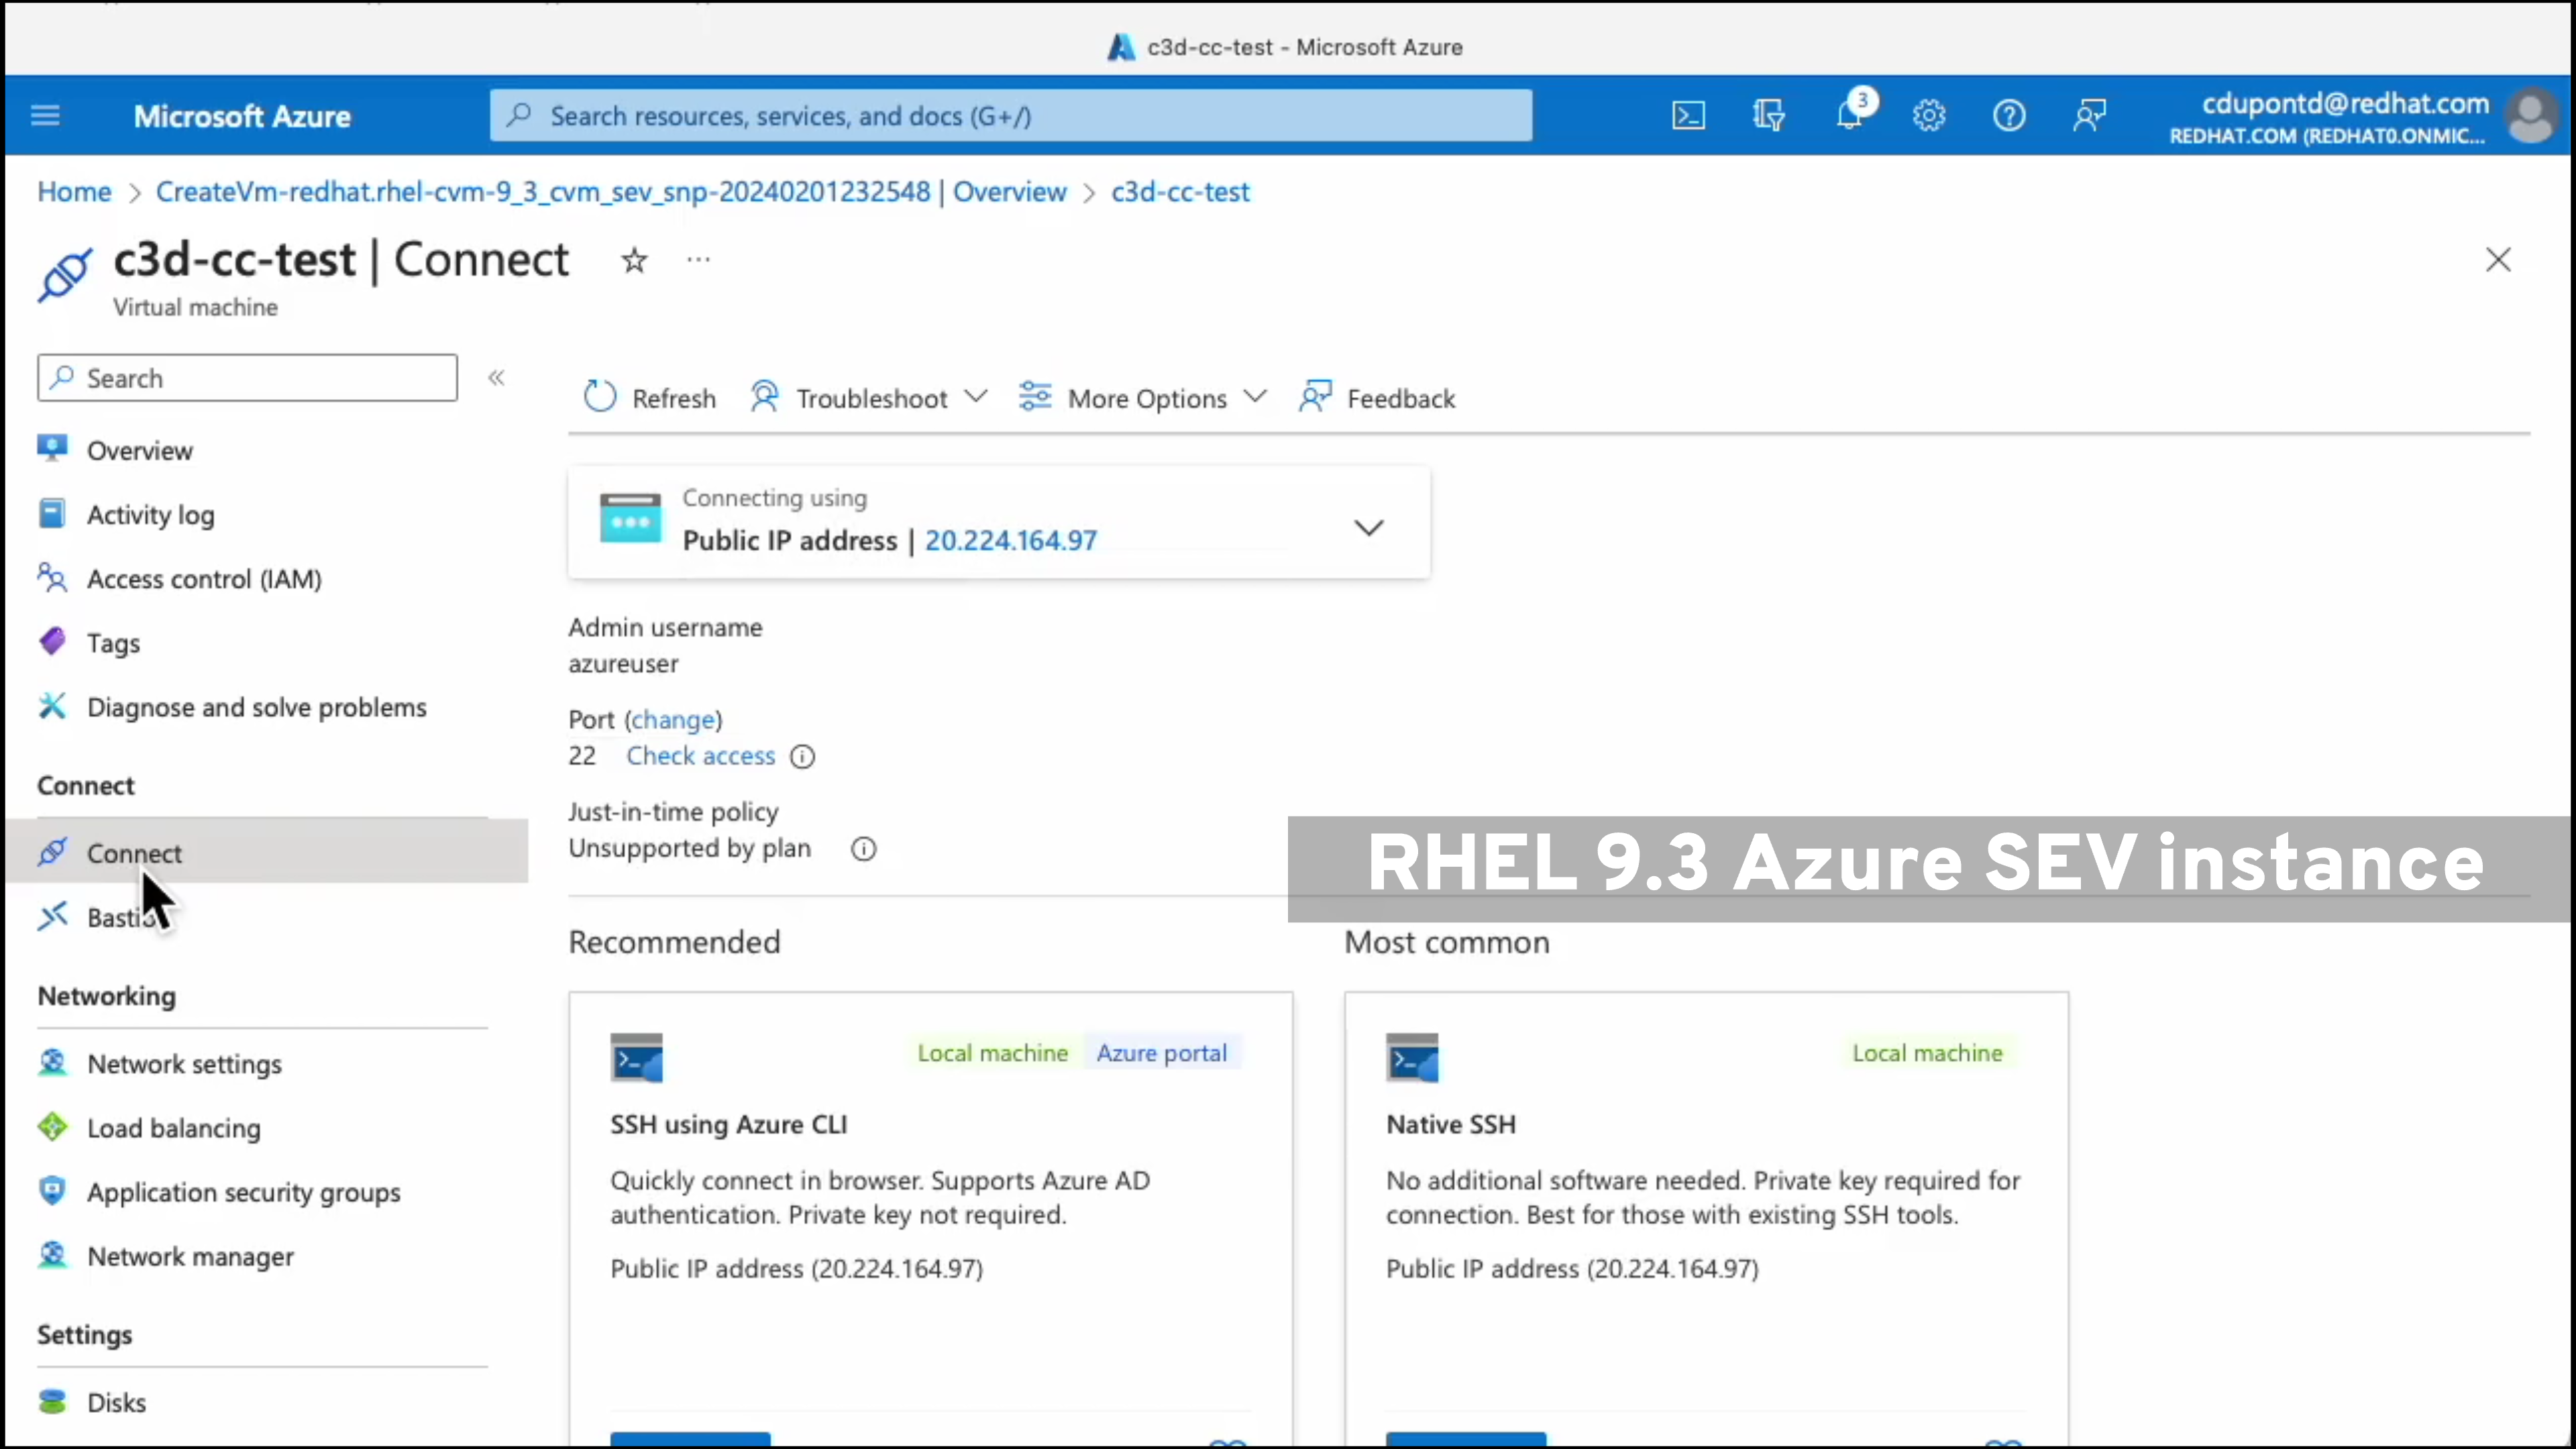 c3d-cc-test - Microsoft Azure
Microsoft Azure
Search resources, services, and docs (G+/)
3
cdupontd@redhat.com
REDHAT.COM (REDHAT0.ONMIC...
Home > CreateVm-redhat.rhel-cvm-9_3_cvm_sev_snp-20240201232548 | Overview > c3d-cc-test
c3d-cc-test | Connect
...
Virtual machine
Search
Overview
Activity log
Access control (IAM)
Tags
Diagnose and solve problems
Connect
Connect
Networking
Network settings
Load balancing
Application security groups
Network manager
Settings
Disks
Refresh
Troubleshoot
More Options
Feedback
Connecting using
Public IP address | 20.224.164.97
Admin username
azureuser
Port (change)
22 Check access
Just-in-time policy
Unsupported by plan
RHEL 9.3 Azure SEV instance
Recommended
Local machine Azure portal
SSH using Azure CLI
Quickly connect in browser. Supports Azure AD
authentication. Private key not required.
Public IP address (20.224.164.97)
Most common
Local machine
Native SSH
No additional software needed. Private key required for
connection. Best for those with existing SSH tools.
Public IP address (20.224.164.97)